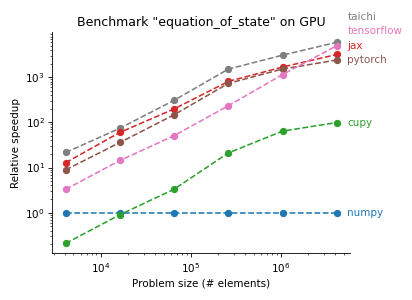 Benchmark "equation_of_state" on GPU
taichi
tensorflow
jax
pytorch
cupy
numpy
Relative speedup
10³
10²
10¹
10⁰
10⁴
10⁵
10⁶
Problem size (# elements)